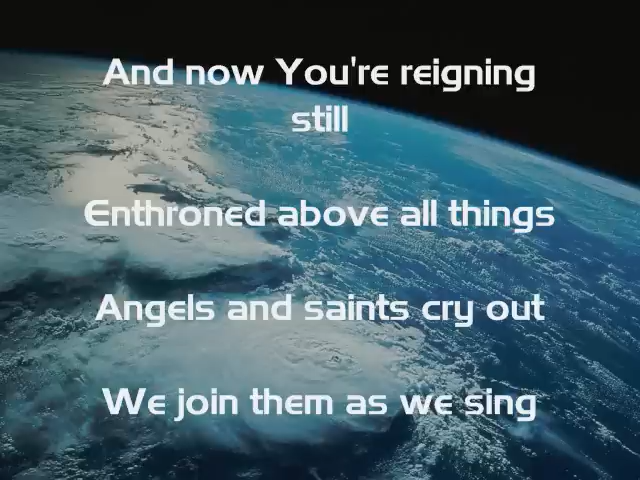 And now You're reigning
still
Enthroned above all things
Angels and saints cry out
We join them as we sing